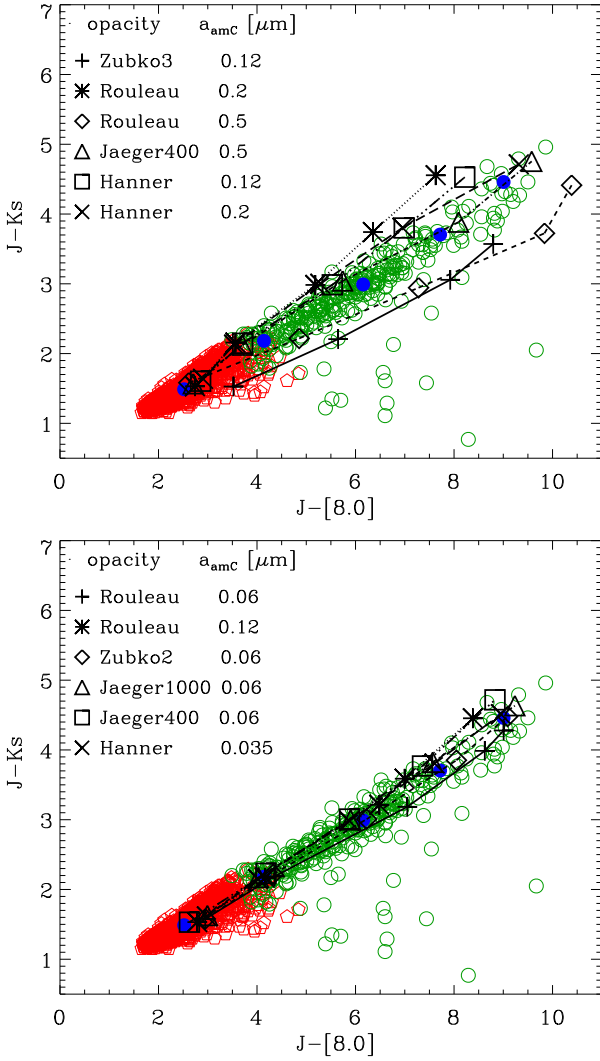 opacity a_amC [μm]
Zubko3 0.12
Rouleau 0.2
Rouleau 0.5
Jaeger400 0.5
Hanner 0.12
Hanner 0.2
7
6
5
4
3
2
1
J-Ks
0 2 4 6 8 10
J-[8.0]
opacity a_amC [μm]
Rouleau 0.06
Rouleau 0.12
Zubko2 0.06
Jaeger1000 0.06
Jaeger400 0.06
Hanner 0.035
7
6
5
4
3
2
1
J-Ks
0 2 4 6 8 10
J-[8.0]